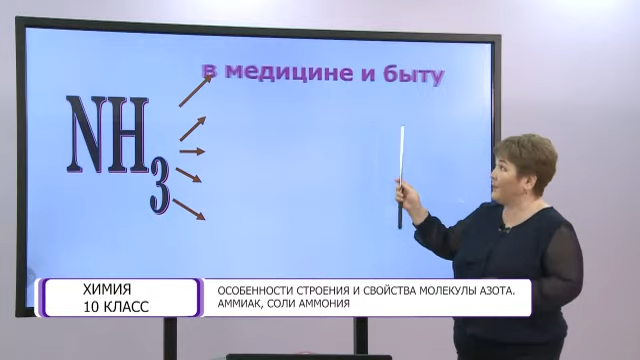 в медицине и быту
NH3
ХИМИЯ
10 КЛАСС
ОСОБЕННОСТИ СТРОЕНИЯ И СВОЙСТВА МОЛЕКУЛЫ АЗОТА.
АММИАК, СОЛИ АММОНИЯ